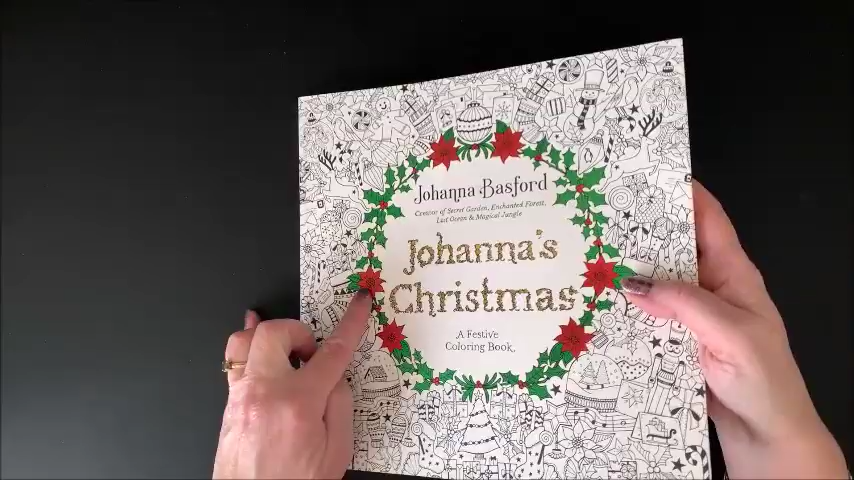 Johanna Basford
Creator of Secret Garden, Enchanted Forest,
Lost Ocean & Magical Jungle
Johanna's
Christmas
A Festive
Coloring Book